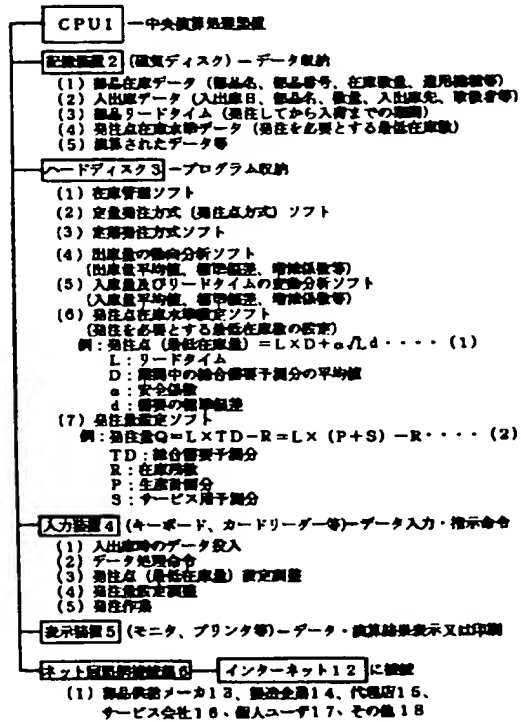 CPU1 ー中央演算処理装置
記憶装置2 (磁気ディスク)ーデータ収納
(1) 部品在庫データ(部品名、部品番号、在庫数量、適用機種等)
(2) 入出庫データ(入出庫日、部品名、数量、入出庫先、取扱者等)
(3) 部品リードタイム(発注してから入荷までの期間)
(4) 発注点在庫水準データ(発注を必要とする最低在庫数)
(5) 演算されたデータ等
ハードディスク3 ープログラム収納
(1) 在庫管理ソフト
(2) 定量発注方式(発注点方式)ソフト
(3) 定期発注方式ソフト
(4) 出庫量の傾向分析ソフト
(出庫量平均値、標準偏差、増減係数等)
(5) 入庫量及びリードタイムの変動分析ソフト
(入庫量平均値、標準偏差、増減係数等)
(6) 発注点在庫水準設定ソフト
(発注を必要とする最低在庫数の設定)
例:発注点(最低在庫量)=L×D+α√L d・・・・(1)
L:リードタイム
D:期間中の総合需要予測分の平均値
α:安全係数
d:需要の標準偏差
(7) 発注量設定ソフト
例:発注量Q=L×TD−R=L×(P+S)−R・・・・(2)
TD:総合需要予測分
R:在庫残数
P:生産計画分
S:サービス用予測分
入力装置4 (キーボード、カードリーダー等)ーデータ入力・指示命令
(1) 入出庫時のデータ投入
(2) データ処理命令
(3) 発注点(最低在庫量)設定調整
(4) 発注量設定調整
(5) 発注作業
表示装置5 (モニタ、プリンタ等)ーデータ・演算結果表示又は印刷
ネット回路網接続器6 ー インターネット12 に接続
(1) 部品供給メーカ13、製造企業14、代理店15、
サービス会社16、個人ユーザ17、その他18